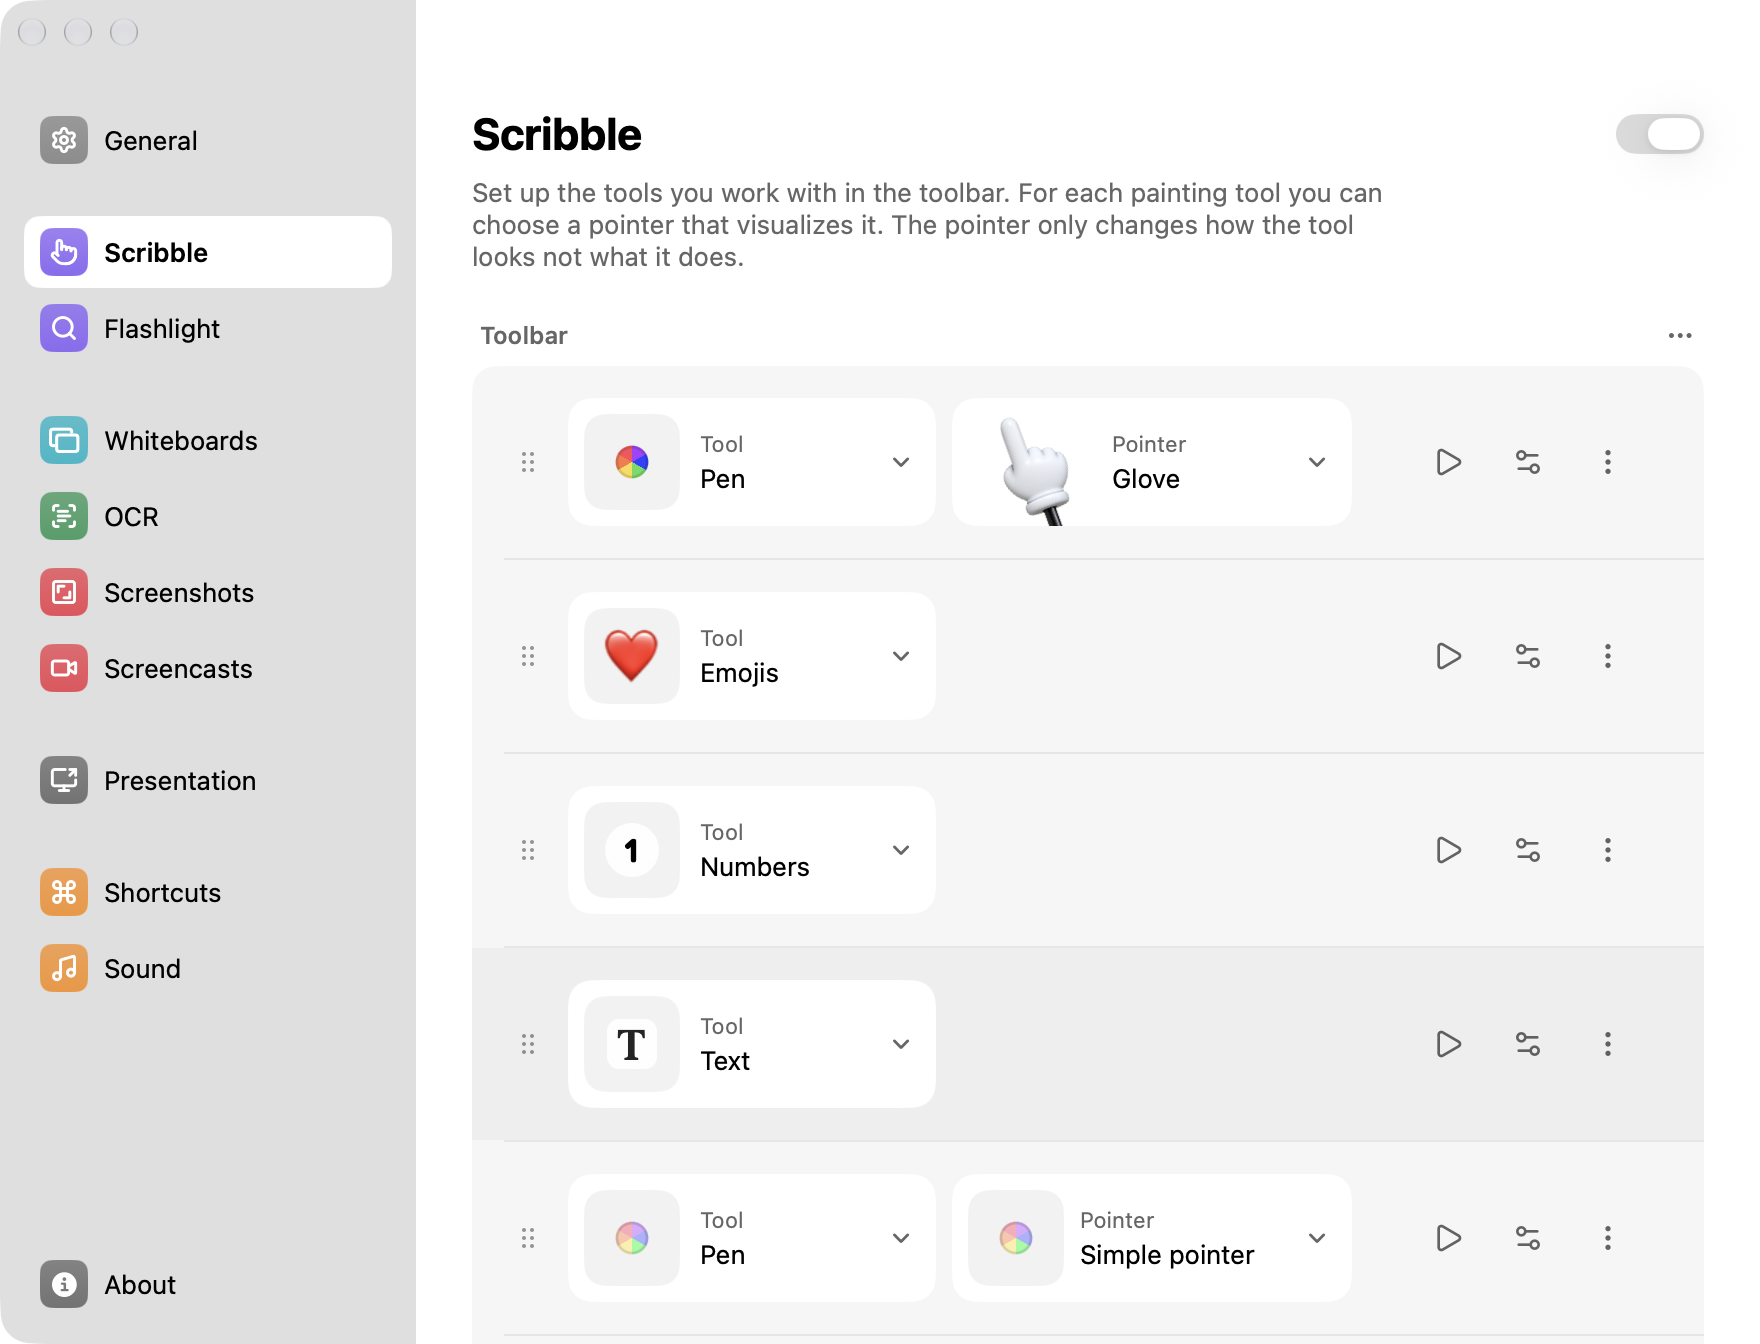 General
Scribble
Flashlight
Whiteboards
OCR
Screenshots
Screencasts
Presentation
Shortcuts
Sound
About
Scribble
Set up the tools you work with in the toolbar. For each painting tool you can
choose a pointer that visualizes it. The pointer only changes how the tool
looks not what it does.
Toolbar
Tool
Pen
Pointer
Glove
Tool
Emojis
1
Tool
Numbers
T
Tool
Text
Tool
Pen
Pointer
Simple pointer